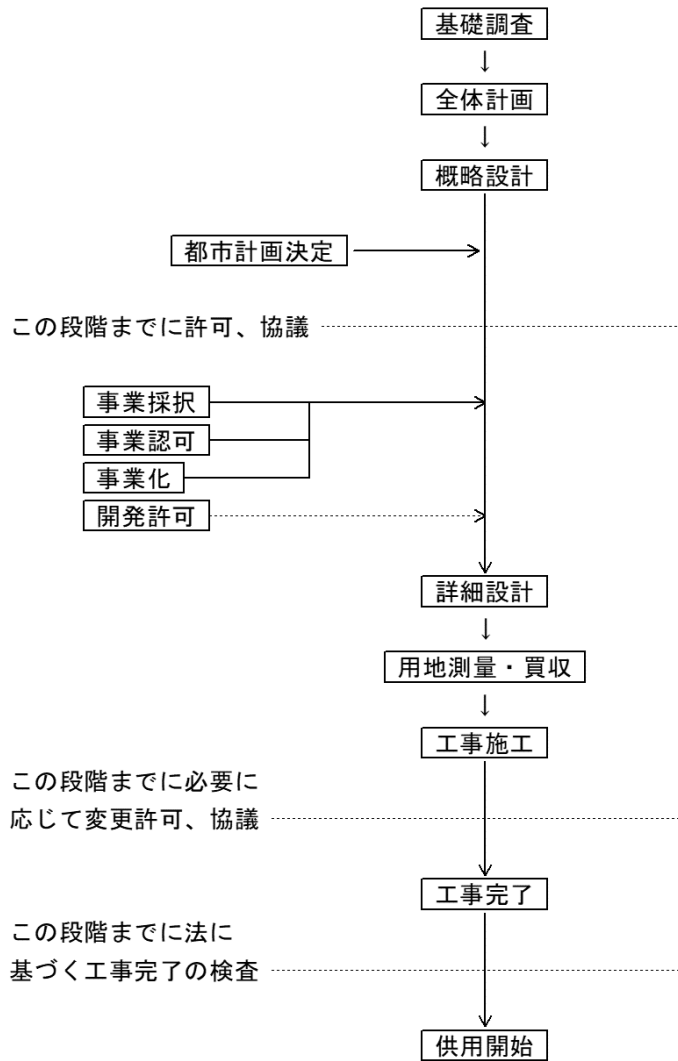 基礎調査
↓
全体計画
↓
概略設計
都市計画決定
この段階までに許可、協議
事業採択
事業認可
事業化
開発許可
詳細設計
↓
用地測量・買収
↓
工事施工
この段階までに必要に
応じて変更許可、協議
工事完了
この段階までに法に
基づく工事完了の検査
供用開始